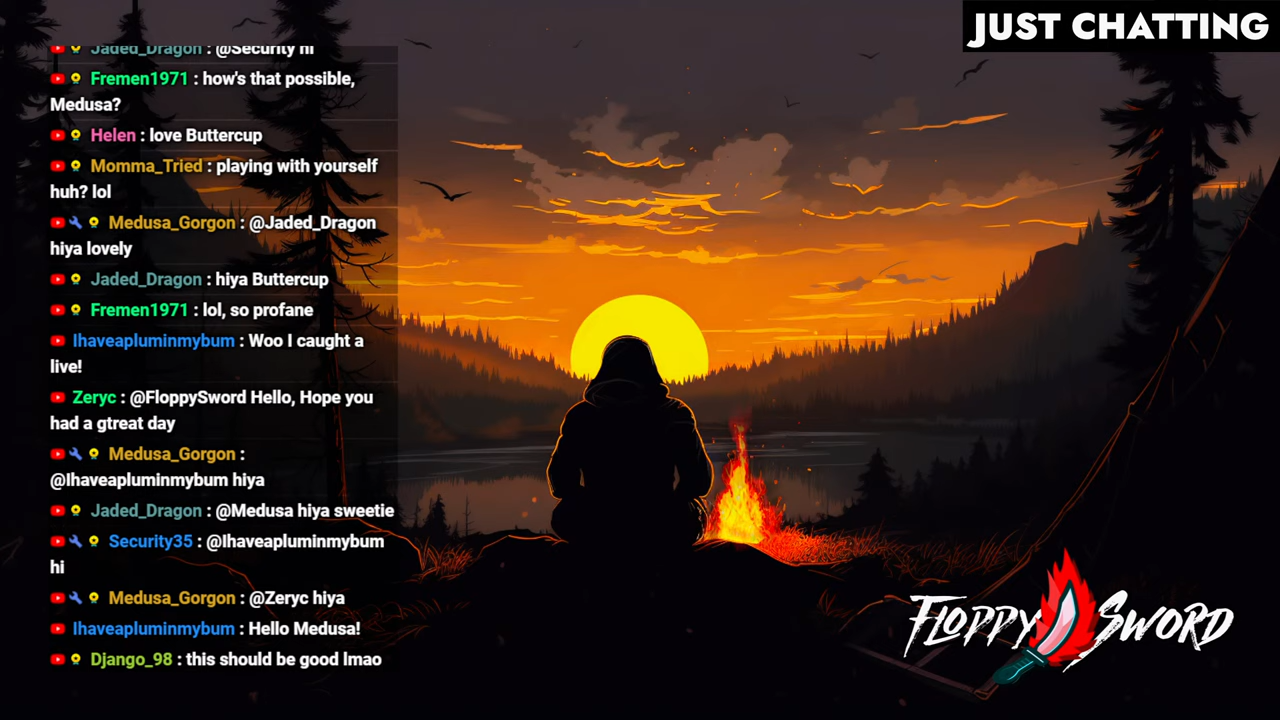 JUST CHATTING
Jaded_Dragon : @Security hi
Fremen1971 : how's that possible,
Medusa?
Helen : love Buttercup
Momma_Tried : playing with yourself
huh? lol
Medusa_Gorgon : @Jaded_Dragon
hiya lovely
Jaded_Dragon : hiya Buttercup
Fremen1971 : lol, so profane
Ihaveapluminmybum : Woo I caught a
live!
Zeryc : @FloppySword Hello, Hope you
had a gtreat day
Medusa_Gorgon :
@Ihaveapluminmybum hiya
Jaded_Dragon : @Medusa hiya sweetie
Security35 : @Ihaveapluminmybum
hi
Medusa_Gorgon : @Zeryc hiya
Ihaveapluminmybum : Hello Medusa!
Django_98 : this should be good lmao
FLOPPY SWORD